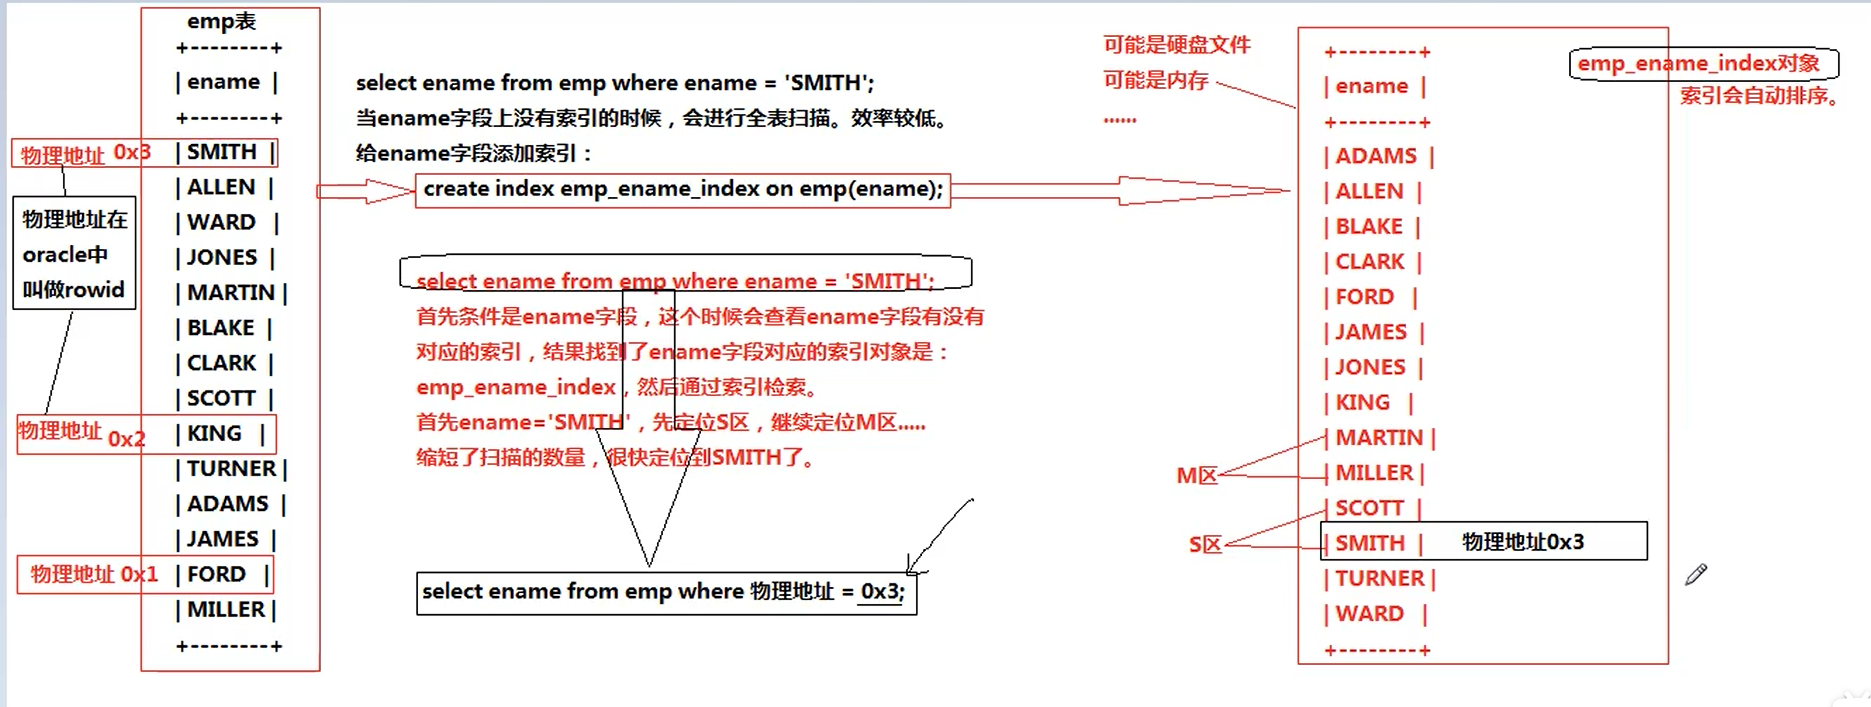 emp表
+--------+
| ename |
+--------+
| SMITH |
| ALLEN |
| WARD |
| JONES |
| MARTIN |
| BLAKE |
| CLARK |
| SCOTT |
| KING |
| TURNER |
| ADAMS |
| JAMES |
| FORD |
| MILLER |
+--------+
物理地址 0x3
物理地址在
oracle中
叫做rowid
物理地址 0x2
物理地址 0x1
select ename from emp where ename = 'SMITH';
当ename字段上没有索引的时候，会进行全表扫描。效率较低。
给ename字段添加索引：
create index emp_ename_index on emp(ename);
select ename from emp where ename = 'SMITH';
首先条件是ename字段，这个时候会查看ename字段有没有
对应的索引，结果找到了ename字段对应的索引对象是：
emp_ename_index，然后通过索引检索。
首先ename='SMITH'，先定位S区，继续定位M区.....
缩短了扫描的数量，很快定位到SMITH了。
select ename from emp where 物理地址 = 0x3;
可能是硬盘文件
可能是内存
......
+--------+
| ename |
+--------+
| ADAMS |
| ALLEN |
| BLAKE |
| CLARK |
| FORD |
| JAMES |
| JONES |
| KING |
| MARTIN |
| MILLER |
| SCOTT |
| SMITH | 物理地址0x3
| TURNER |
| WARD |
+--------+
M区
S区
emp_ename_index对象
索引会自动排序。